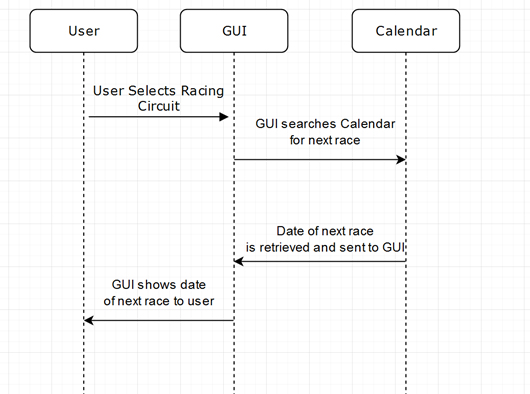 User
GUI
Calendar
User Selects Racing
Circuit
GUI searches Calendar
for next race
Date of next race
is retrieved and sent to GUI
GUI shows date
of next race to user